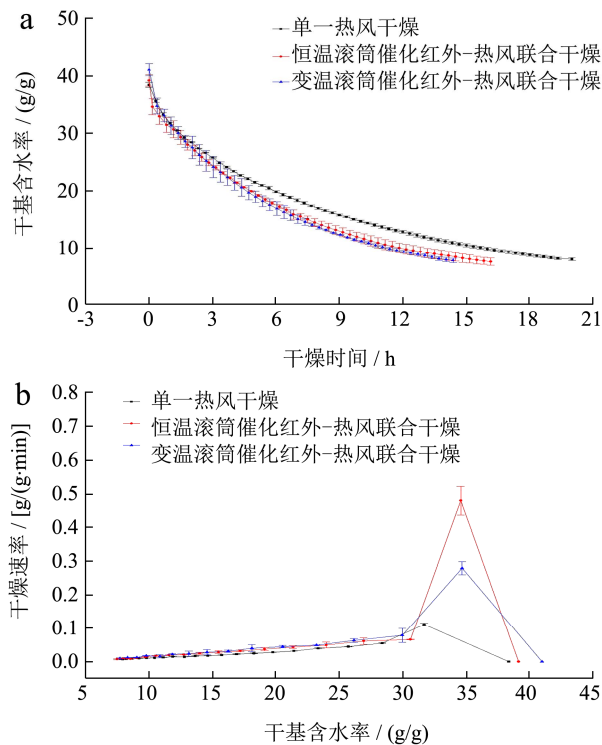 a
单一热风干燥
恒温滚筒催化红外-热风联合干燥
变温滚筒催化红外-热风联合干燥
干基含水率 / (g/g)
50
40
30
20
10
0
-3 0 3 6 9 12 15 18 21
干燥时间 / h
b
单一热风干燥
恒温滚筒催化红外-热风联合干燥
变温滚筒催化红外-热风联合干燥
干燥速率 / [g/(g·min)]
0.8
0.7
0.6
0.5
0.4
0.3
0.2
0.1
0.0
5 10 15 20 25 30 35 40 45
干基含水率 / (g/g)